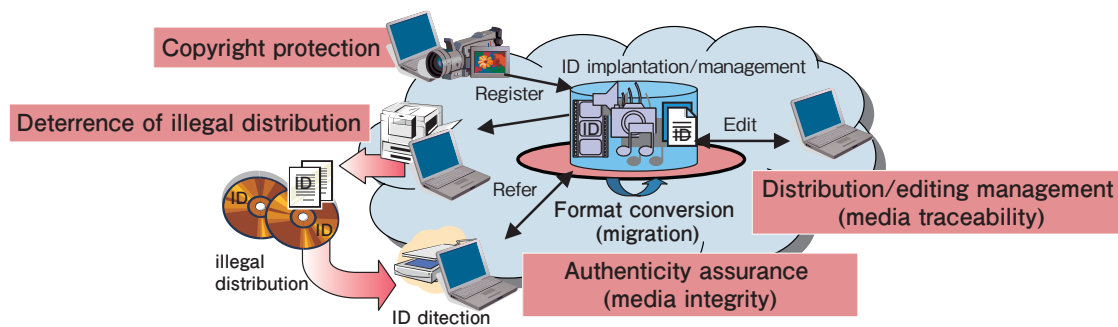 Copyright protection
ID implantation/management
Register
Deterrence of illegal distribution
ID
ID
Edit
ID
Refer
Distribution/editing management
(media traceability)
Format conversion
(migration)
ID
ID
illegal
distribution
Authenticity assurance
(media integrity)
ID ditection